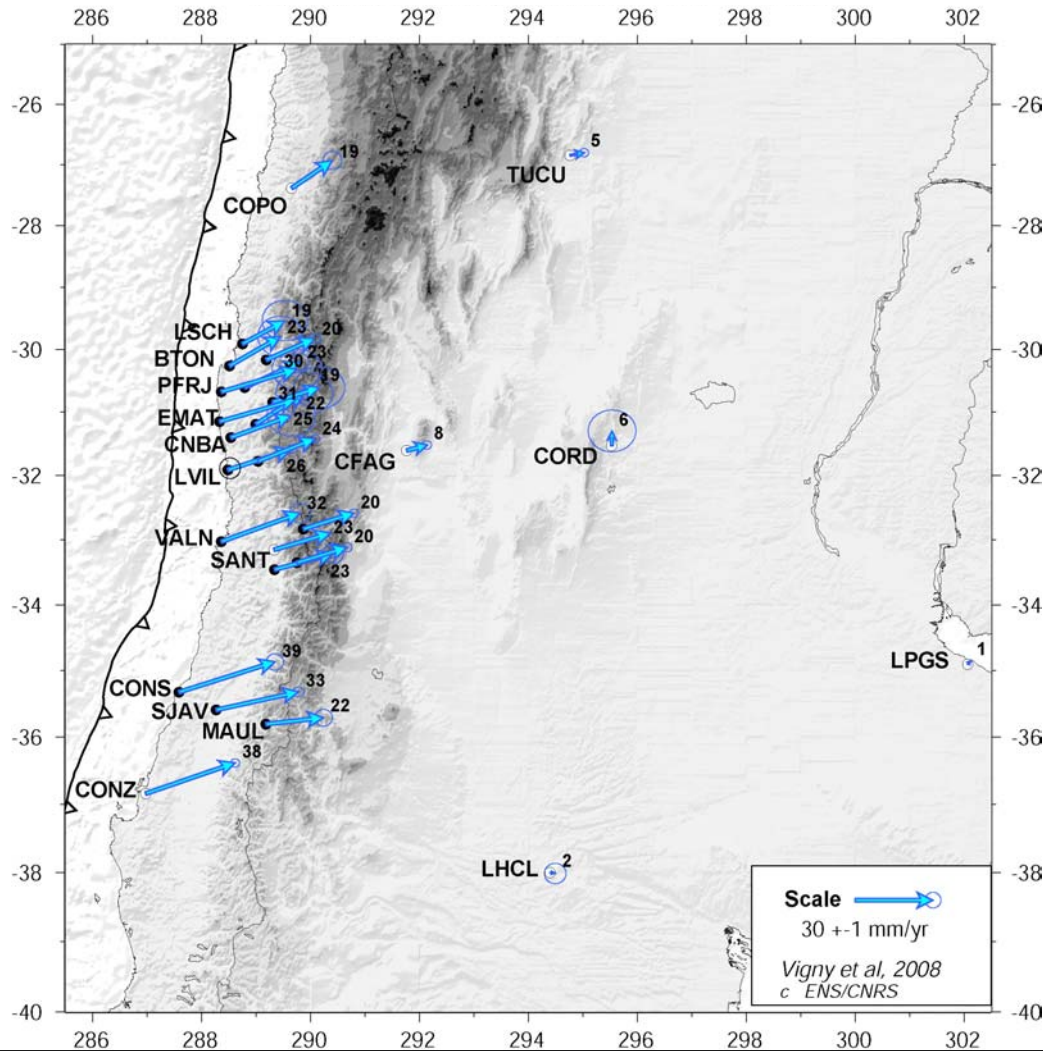 286 288 290 292 294 296 298 300 302
-26 -26
19
5
TUCU
COPO
-28 -28
19
LSCH
23
20
-30 -30
BTON
23
30
PFRJ
19
31
EMAT
22
25
CNBA
24
6
8
CORD
CFAG
-32 -32
LVIL
26
32
20
VALN
23
20
SANT
23
-34 -34
39
1
LPGS
CONS
33
SJAV
22
MAUL
-36 -36
38
CONZ
2
LHCL
-38 -38
Scale
30 +-1 mm/yr
Vigny et al, 2008
c ENS/CNRS
-40 -40
286 288 290 292 294 296 298 300 302